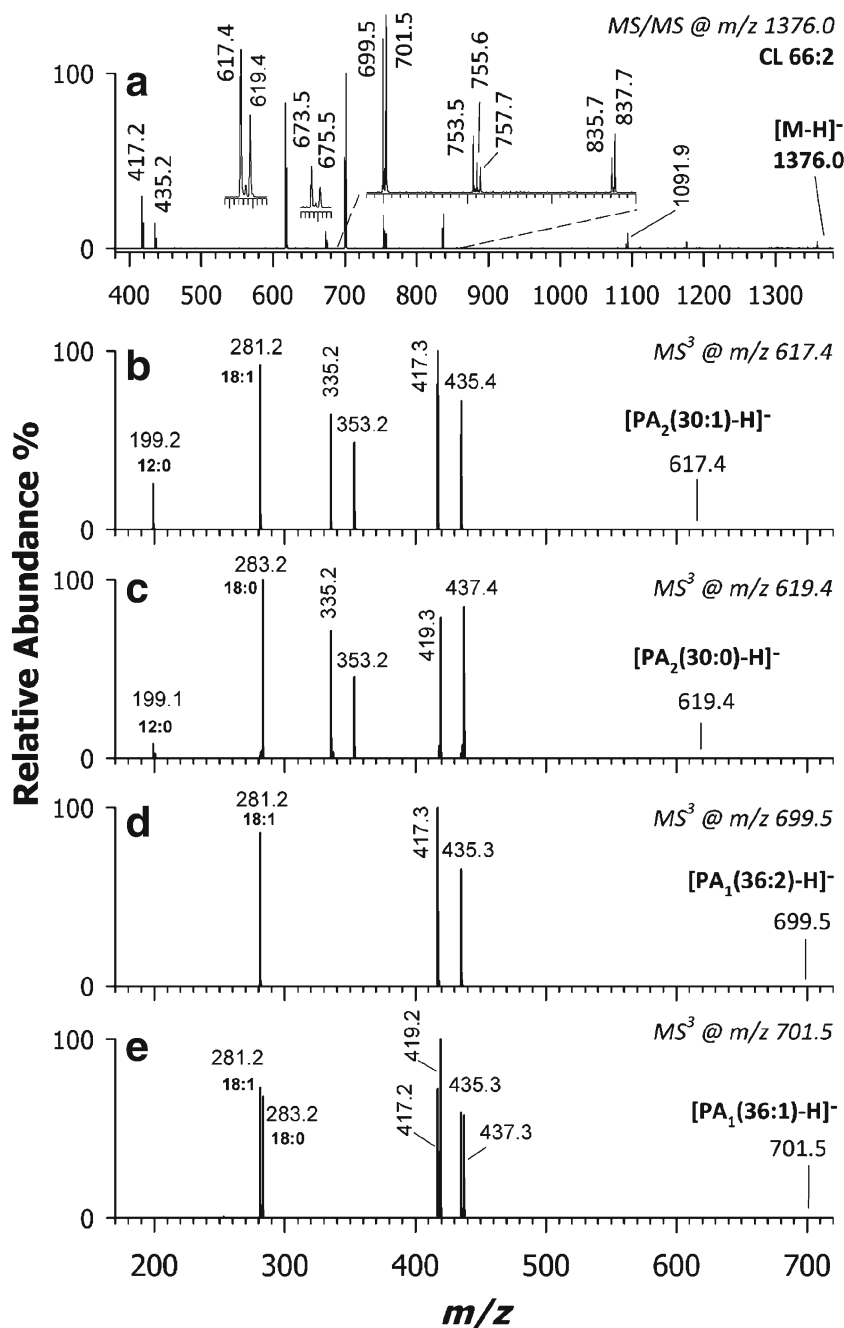 a
MS/MS @ m/z 1376.0
CL 66:2
[M-H]-
1376.0
617.4
619.4
673.5
675.5
699.5
701.5
753.5
755.6
757.7
835.7
837.7
417.2
435.2
1091.9
100
0
400 500 600 700 800 900 1000 1100 1200 1300
b
MS3 @ m/z 617.4
[PA2(30:1)-H]-
617.4
199.2
12:0
281.2
18:1
335.2
353.2
417.3
435.4
100
0
c
MS3 @ m/z 619.4
[PA2(30:0)-H]-
619.4
199.1
12:0
283.2
18:0
335.2
353.2
419.3
437.4
100
0
d
MS3 @ m/z 699.5
[PA1(36:2)-H]-
699.5
281.2
18:1
417.3
435.3
100
0
e
MS3 @ m/z 701.5
[PA1(36:1)-H]-
701.5
281.2
18:1
283.2
18:0
417.2
419.2
435.3
437.3
100
0
200 300 400 500 600 700
m/z
Relative Abundance %